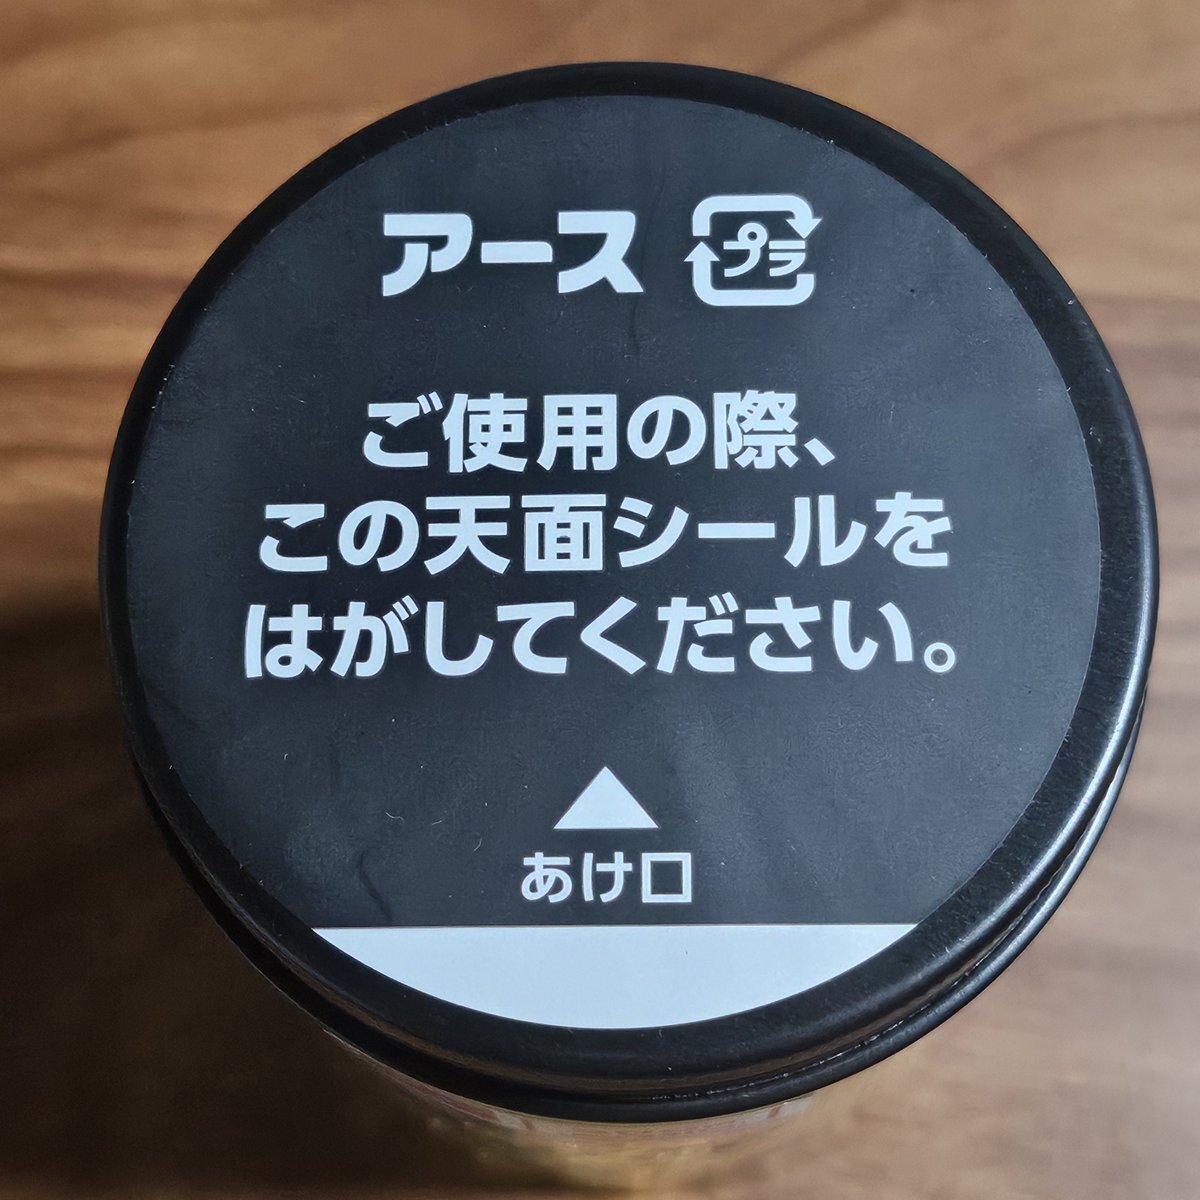 アース プラ
ご使用の際、
この天面シールを
はがしてください。
▲
あけ口